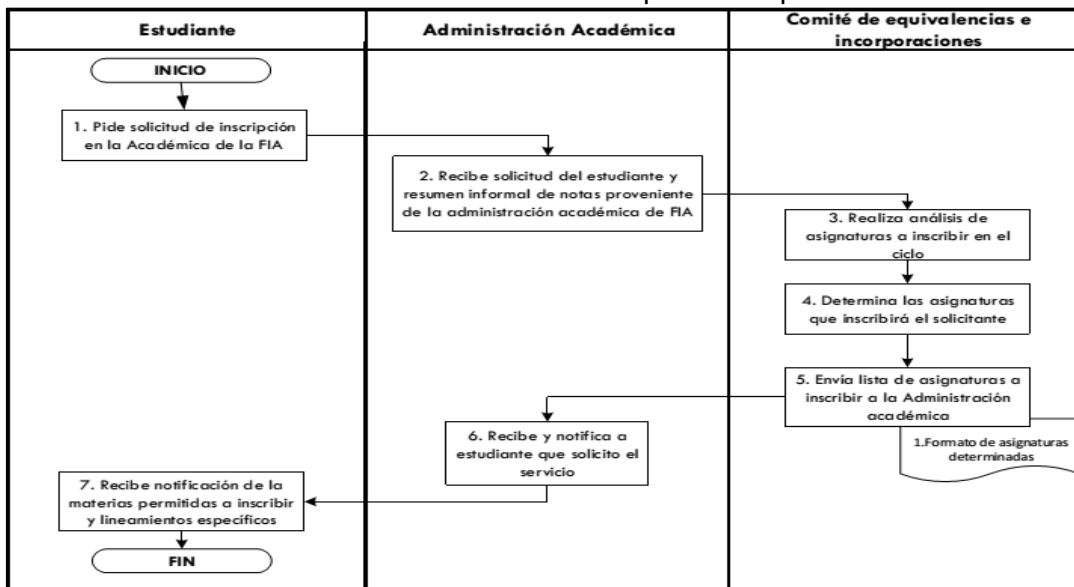 Estudiante
Administración Académica
Comité de equivalencias e
incorporaciones
INICIO
1. Pide solicitud de inscripción
en la Académica de la FIA
2. Recibe solicitud del estudiante y
resumen informal de notas proveniente
de la administración académica de FIA
3. Realiza análisis de
asignaturas a inscribir en el
ciclo
4. Determina las asignaturas
que inscribirá el solicitante
5. Envía lista de asignaturas a
inscribir a la Administración
académica
1.Formato de asignaturas
determinadas
6. Recibe y notifica a
estudiante que solicito el
servicio
7. Recibe notificación de la
materias permitidas a inscribir
y lineamientos específicos
FIN